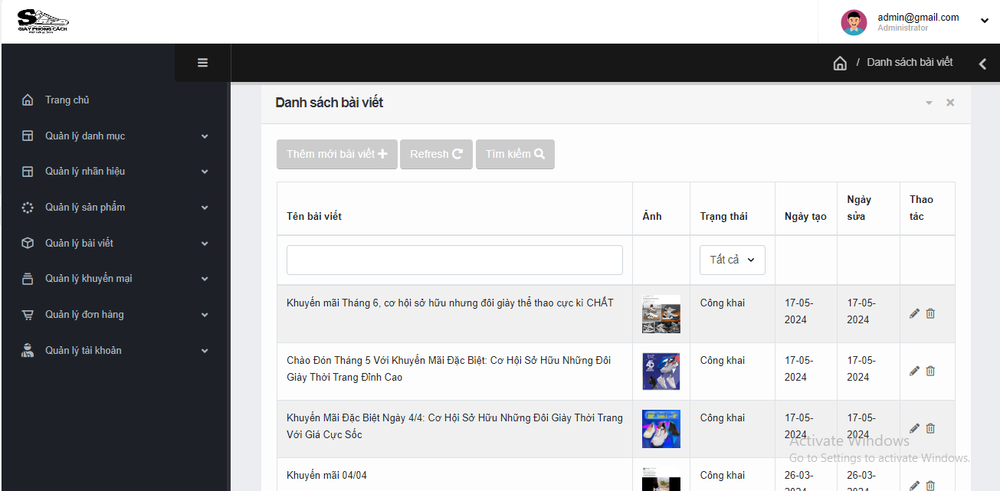 S
GIÀY PHONG CÁCH
admin@gmail.com
Administrator
/ Danh sách bài viết
Trang chủ
Quản lý danh mục
Quản lý nhãn hiệu
Quản lý sản phẩm
Quản lý bài viết
Quản lý khuyến mại
Quản lý đơn hàng
Quản lý tài khoản
Danh sách bài viết
Thêm mới bài viết
Refresh
Tìm kiếm
Tên bài viết
Ảnh
Trạng thái
Ngày tạo
Ngày
sửa
Thao
tác
Tất cả
Khuyến mãi Tháng 6, cơ hội sở hữu nhưng đôi giày thể thao cực kì CHẤT
Công khai
17-05-
2024
17-05-
2024
Chào Đón Tháng 5 Với Khuyến Mãi Đặc Biệt: Cơ Hội Sở Hữu Những Đôi
Giày Thời Trang Đỉnh Cao
Công khai
17-05-
2024
17-05-
2024
Khuyến Mãi Đặc Biệt Ngày 4/4: Cơ Hội Sở Hữu Những Đôi Giày Thời Trang
Với Giá Cực Sốc
Công khai
17-05-
2024
17-05-
2024
Khuyến mãi 04/04
Công khai
26-03-
2024
26-03-
2024
Activate Windows
Go to Settings to activate Windows.